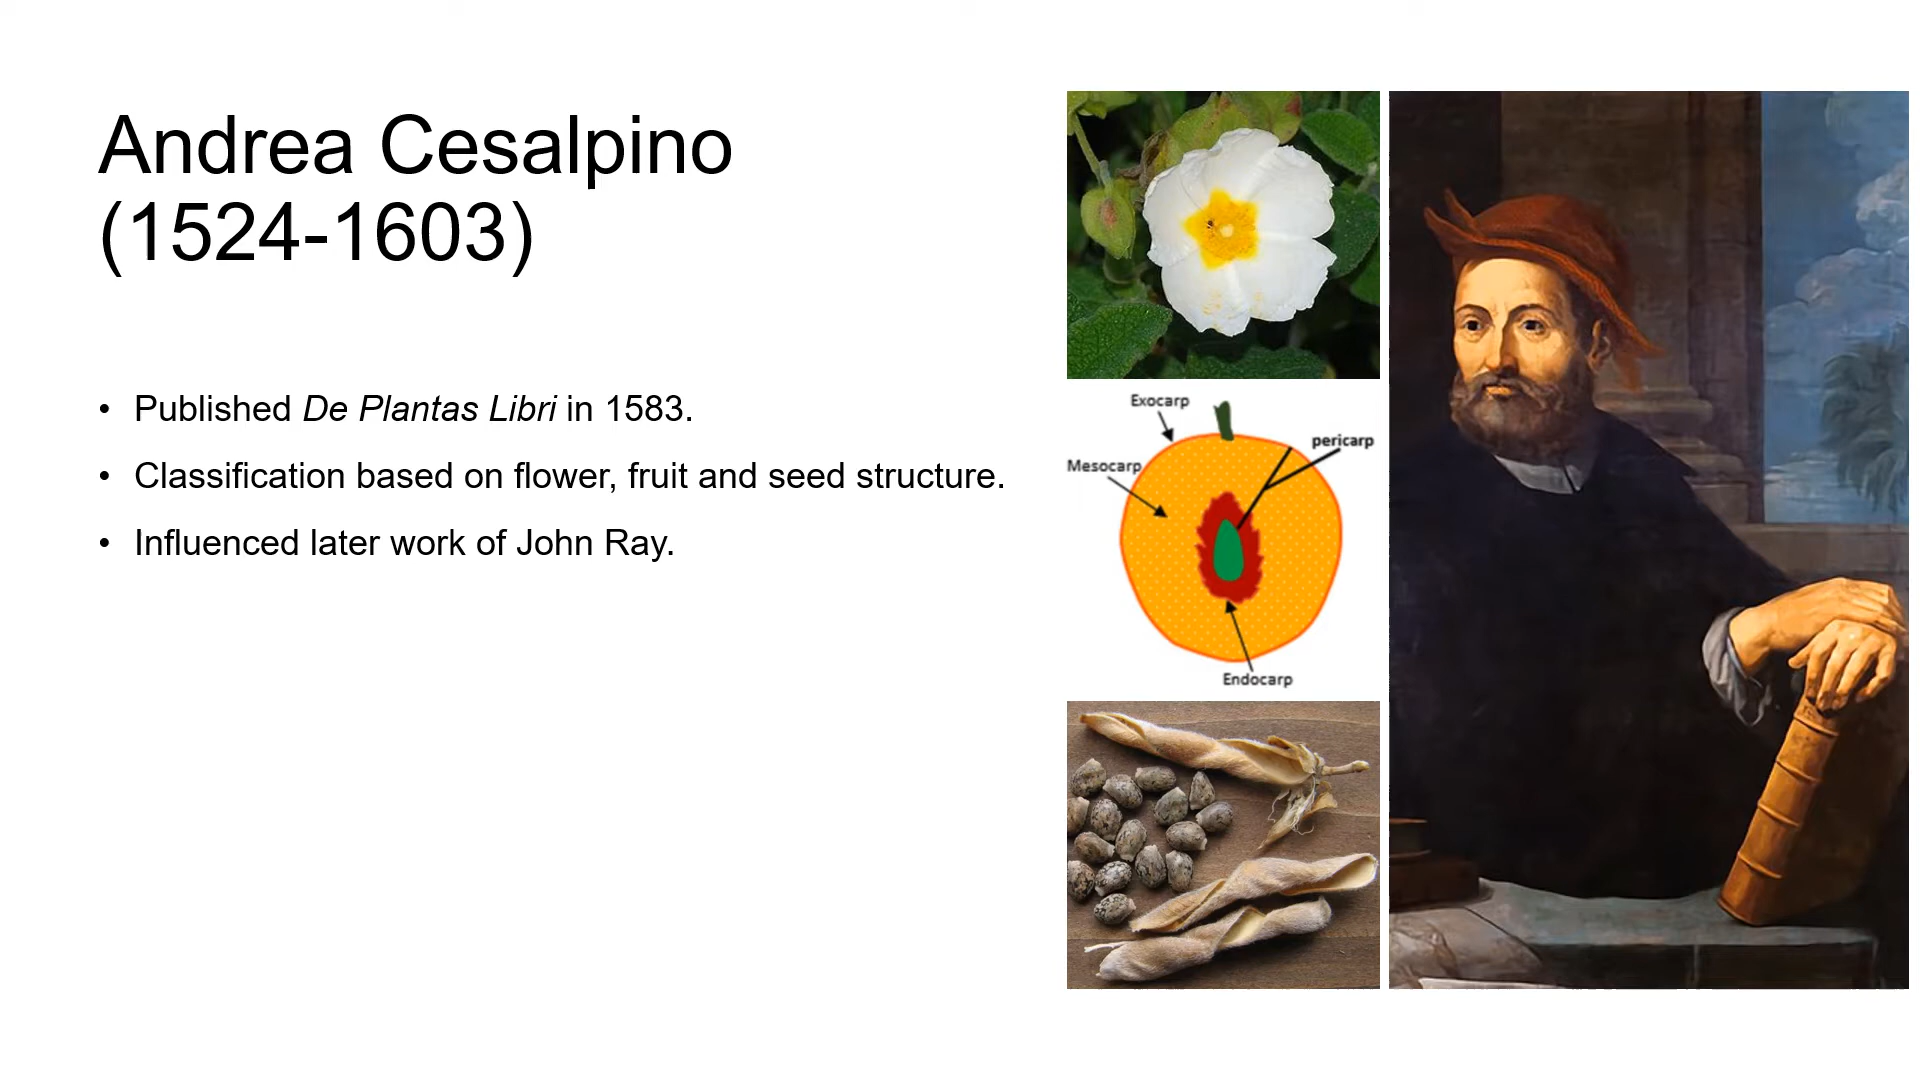 Andrea Cesalpino
(1524-1603)
• Published De Plantas Libri in 1583.
• Classification based on flower, fruit and seed structure.
• Influenced later work of John Ray.
Exocarp
pericarp
Mesocarp
Endocarp